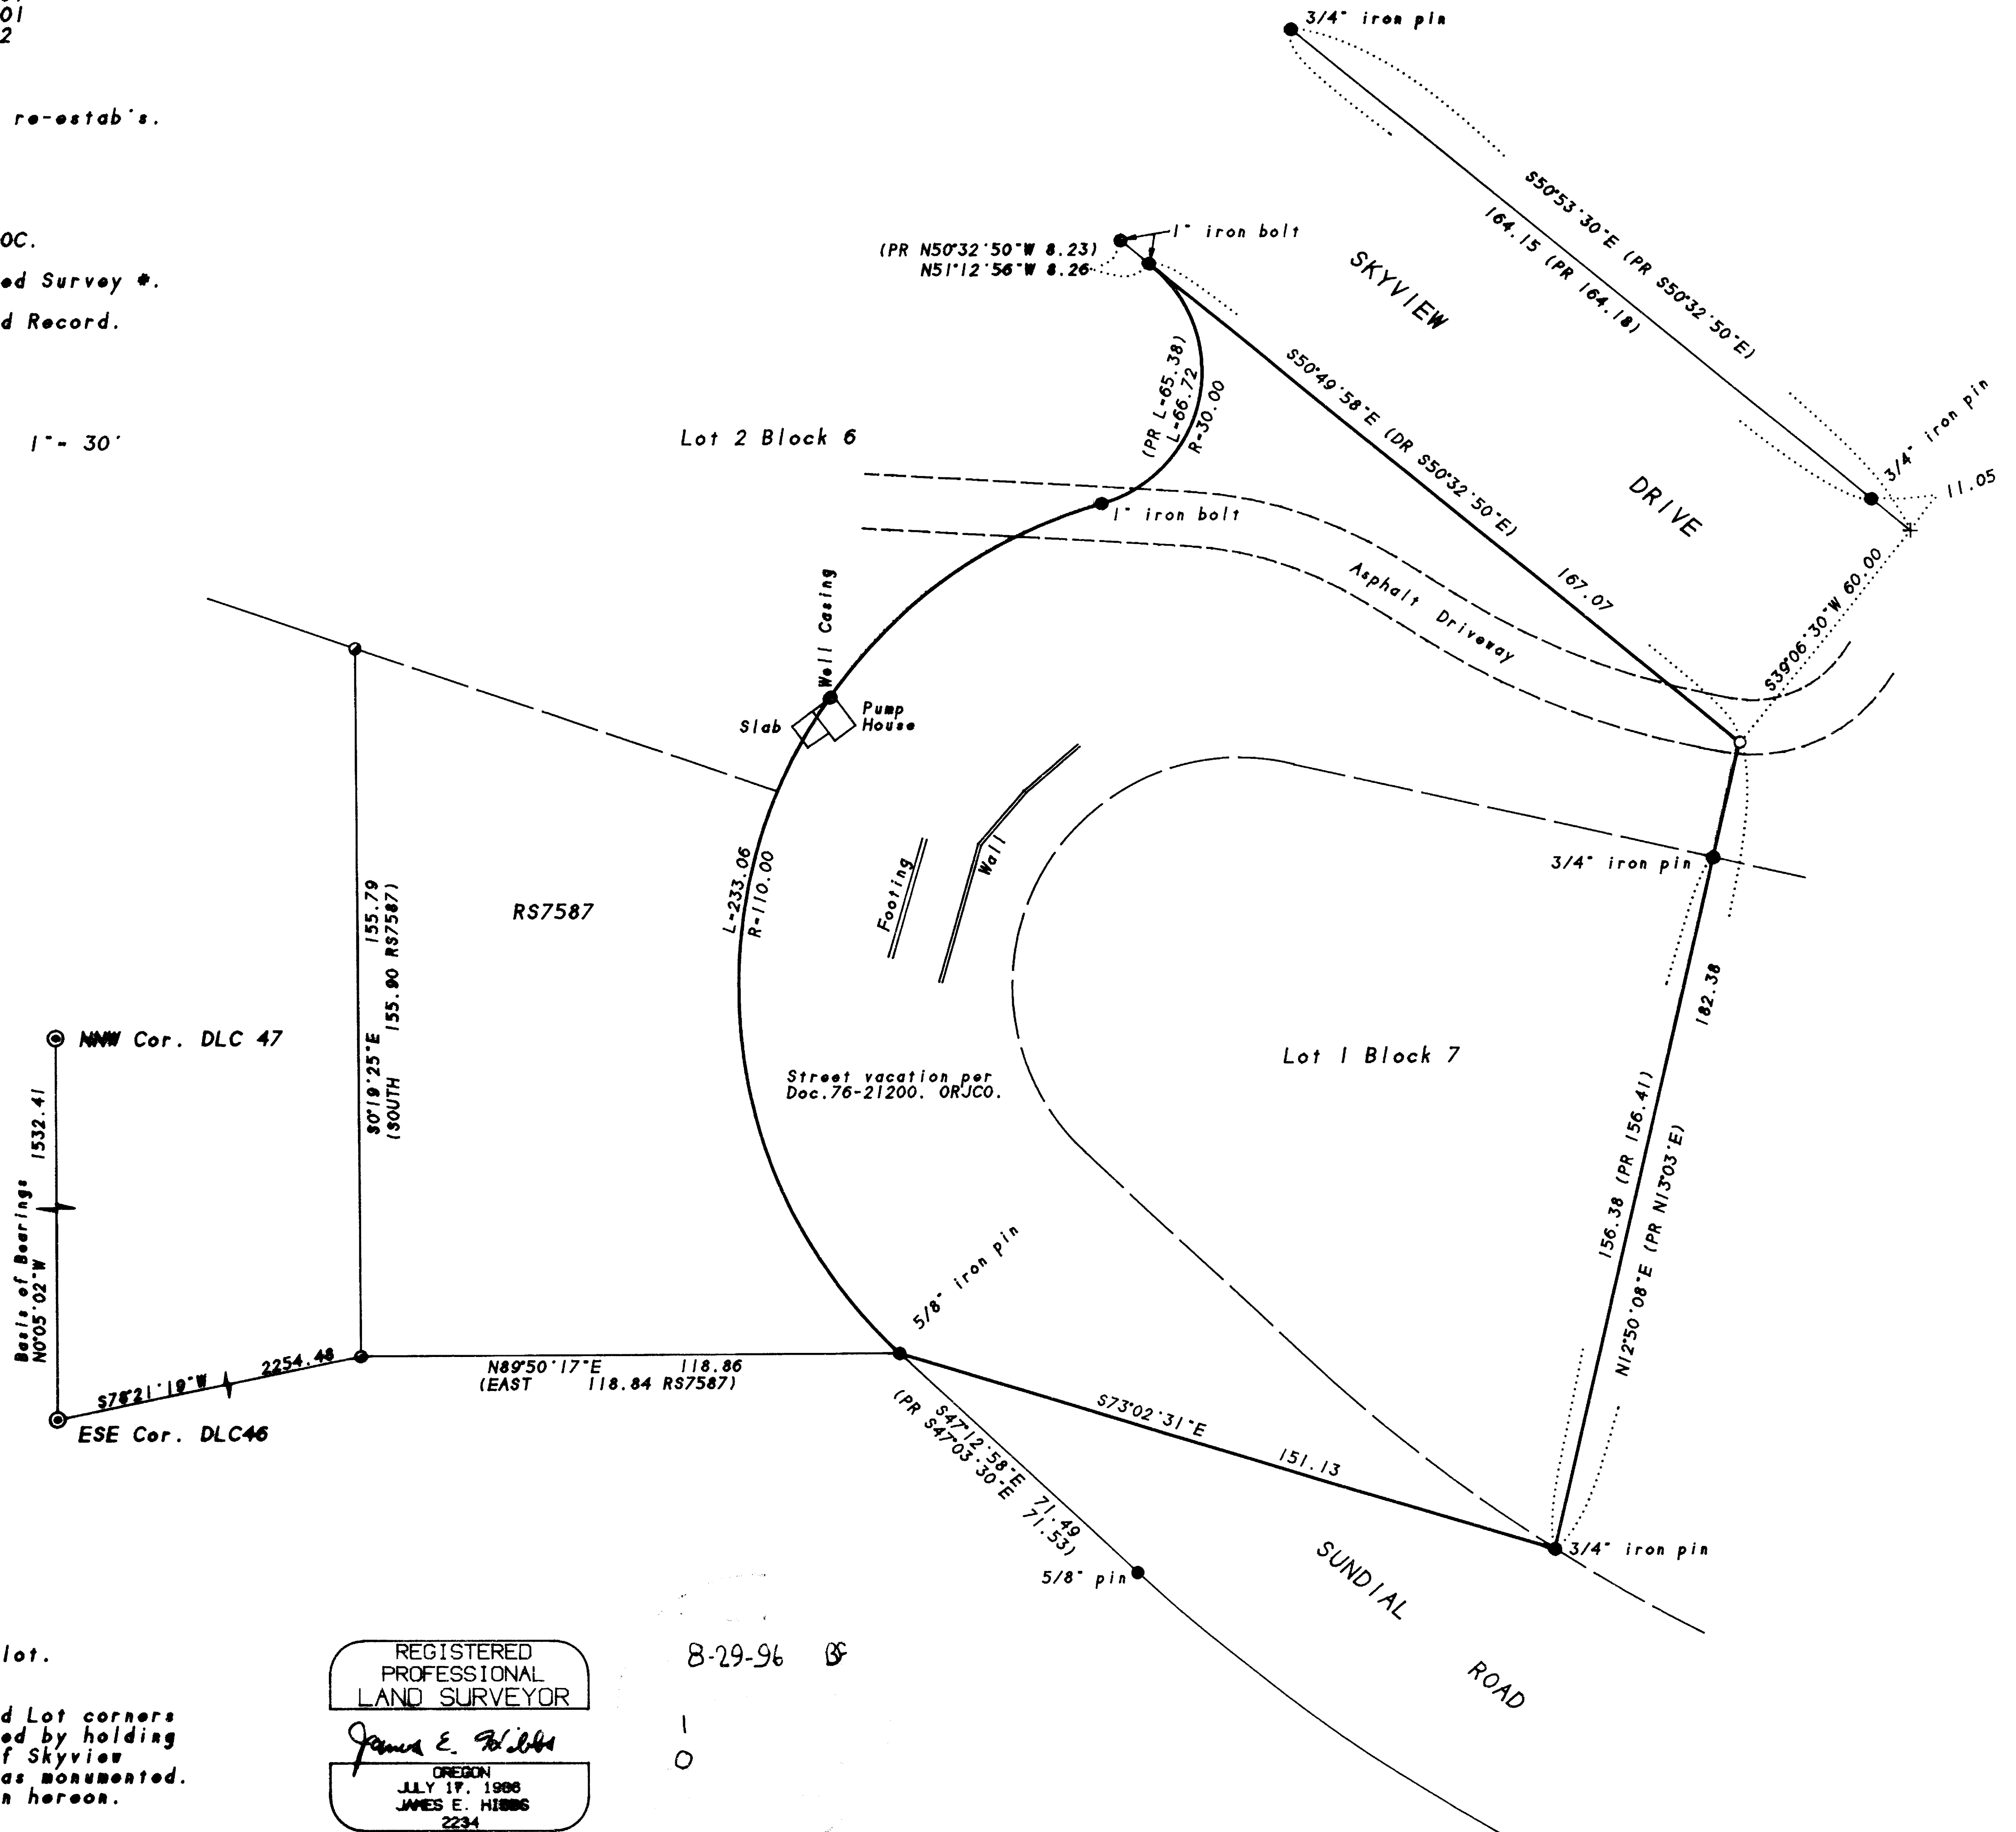 01
2
re-estab's.
OC.
ed Survey #.
d Record.
1"= 30'
3/4" iron pin
S50°53'30"E (PR S50°32'50"E)
164.15 (PR 164.18)
1" iron bolt
(PR N50°32'50"W 8.23)
N51°12'56"W 8.26
SKYVIEW
DRIVE
3/4" iron pin
11.05
(PR L=65.38)
L=66.72
R=30.00
S50°49'58"E (DR S50°32'50"E)
167.07
Lot 2 Block 6
1" iron bolt
Asphalt Driveway
S39°06'30"W 60.00
Well Casing
Slab
Pump
House
3/4" iron pin
Footing
Wall
L=233.06
R=110.00
155.79
S0°19'25"E
(SOUTH 155.90 RS7587)
RS7587
NNW Cor. DLC 47
1532.41
Basis of Bearings
N0°05'02"W
Street vacation per
Doc.76-21200. ORJCO.
Lot 1 Block 7
182.38
156.38 (PR 156.41)
N12°50'08"E (PR N13°03'E)
5/8" iron pin
S78°21'19"W 2254.48
ESE Cor. DLC46
N89°50'17"E 118.86
(EAST 118.84 RS7587)
S73°02'31"E 151.13
S47°12'58"E 71.49
(PR S47°03'30"E 71.53)
5/8" pin
3/4" iron pin
SUNDIAL
ROAD
lot.
d Lot corners
ed by holding
f Skyview
as monumented.
n hereon.
REGISTERED
PROFESSIONAL
LAND SURVEYOR
James E. Hibbs
OREGON
JULY 17, 1986
JAMES E. HIBBS
2234
8-29-96
1
0